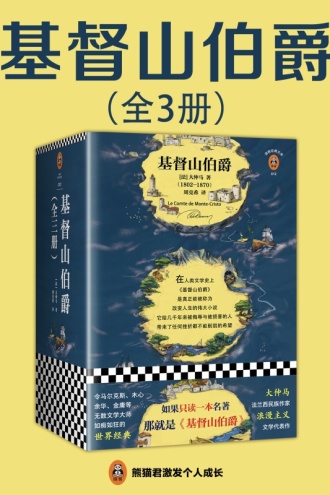 基督山伯爵
（全3册）
基督山伯爵
（全三册）
基督山伯爵
[法] 大仲马 著
（1802-1870）
周克希 译
Le Comte de Monte-Cristo
在人类文学史上
《基督山伯爵》
是真正被称为
改变人生的伟大小说
它给几千年来被侮辱与被损害的人
带来了任何挫折都不能剥削的希望
令马尔克斯、木心
余华、金庸等
无数文学大师
如痴如狂的
世界经典
如果只读一本名著
那就是《基督山伯爵》
大仲马
法兰西民族作家
浪漫主义
文学代表作
熊猫君激发个人成长